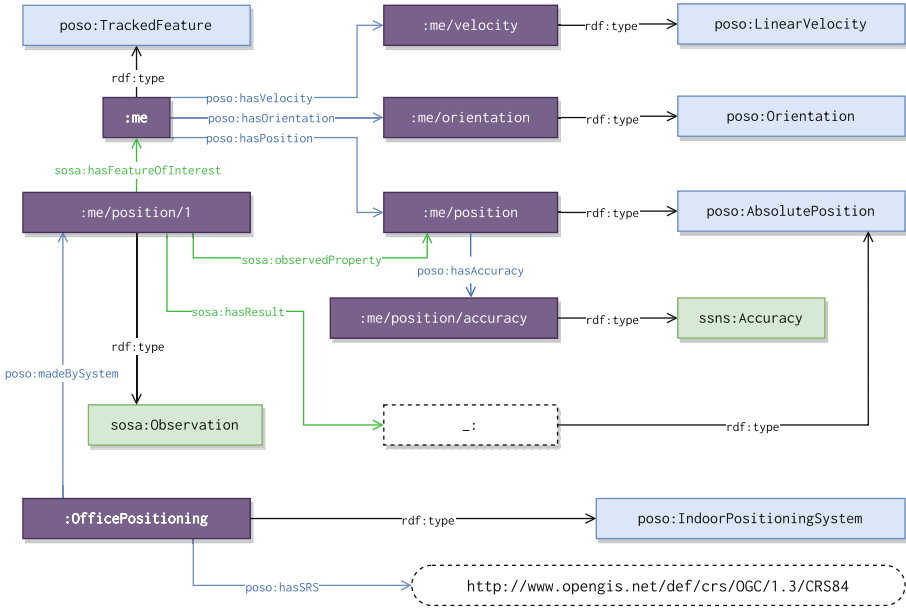 poso:TrackedFeature
:me/velocity
rdf:type
poso:LinearVelocity
rdf:type
:me
poso:hasVelocity
poso:hasOrientation
poso:hasPosition
:me/orientation
rdf:type
poso:Orientation
sosa:hasFeatureOfInterest
:me/position/1
:me/position
rdf:type
poso:AbsolutePosition
sosa:observedProperty
poso:hasAccuracy
sosa:hasResult
:me/position/accuracy
rdf:type
ssns:Accuracy
rdf:type
poso:madeBySystem
sosa:Observation
_:
rdf:type
:OfficePositioning
rdf:type
poso:IndoorPositioningSystem
poso:hasSRS
http://www.opengis.net/def/crs/OGC/1.3/CRS84